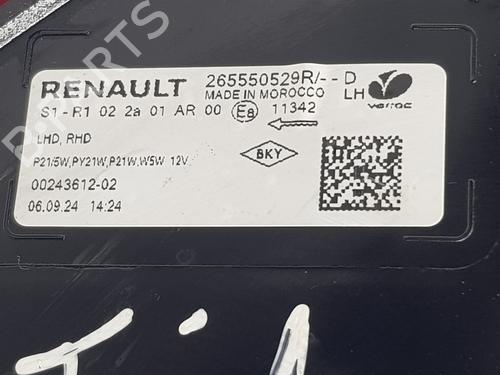 RENAULT 265550529R/--D
MADE IN MOROCCO LH
S1-R1 02 2a 01 AR 00 E8 11342
varroc
LHD, RHD
P21/5W,PY21W,P21W,W5W 12V
BKY
00243612-02
06.09.24 14:24